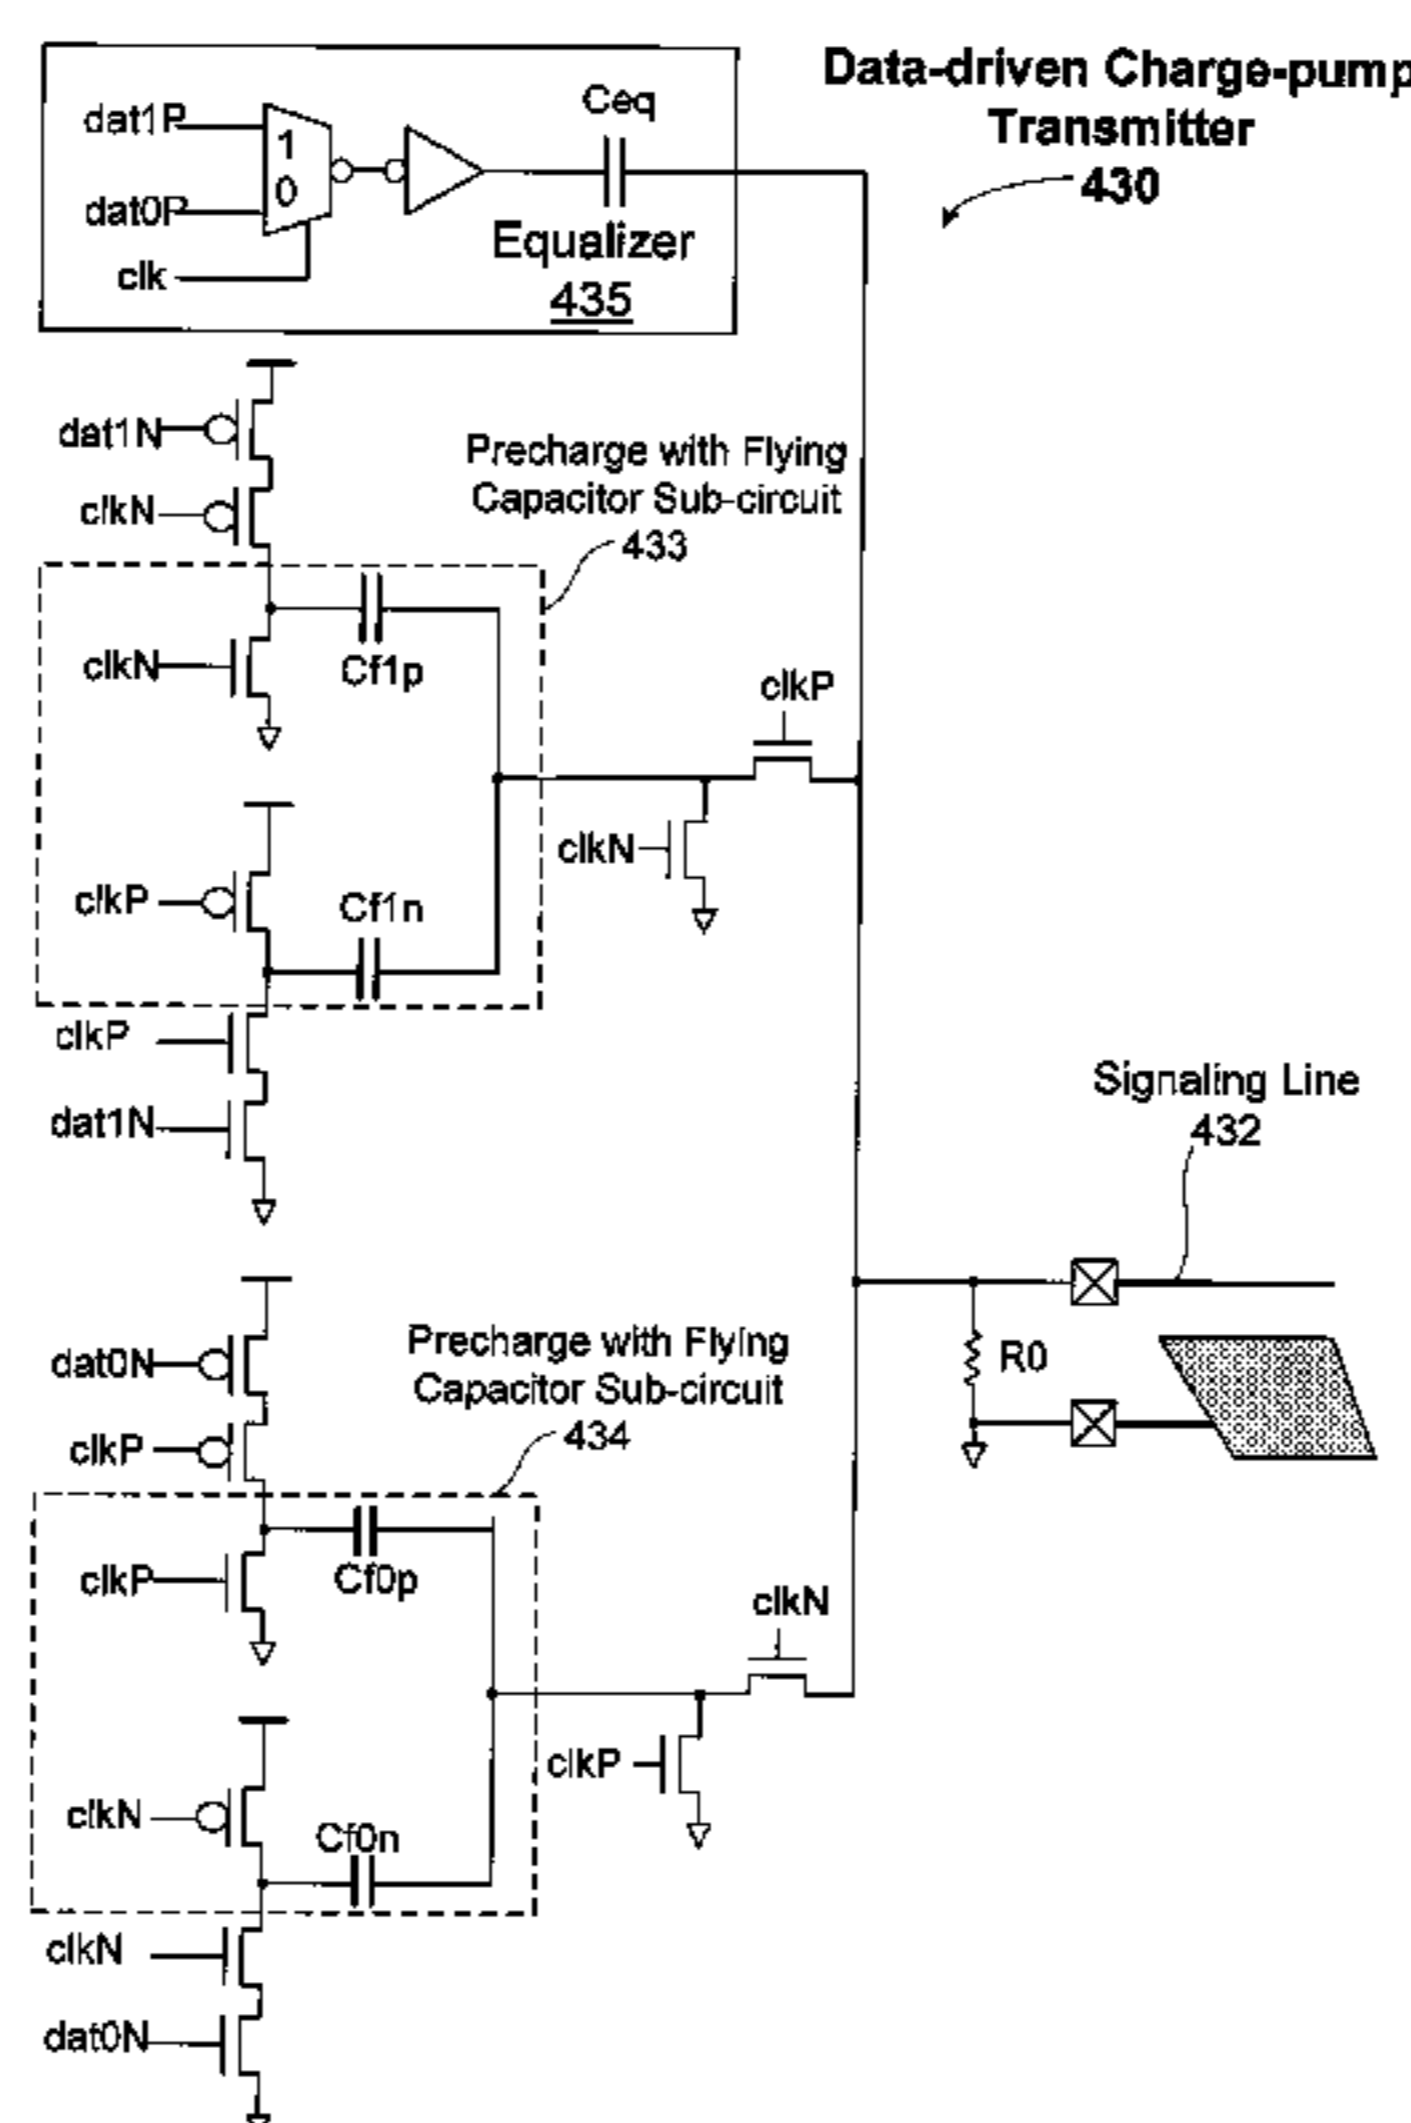 Data-driven Charge-pump
Transmitter
430
dat1P
1
0
dat0P
clk
Ceq
Equalizer
435
dat1N
clkN
Precharge with Flying
Capacitor Sub-circuit
433
clkN
Cf1p
clkP
clkN
clkP
Cf1n
clkP
dat1N
Signaling Line
432
R0
dat0N
clkP
Precharge with Flying
Capacitor Sub-circuit
434
clkP
Cf0p
clkN
clkP
clkN
Cf0n
clkN
dat0N